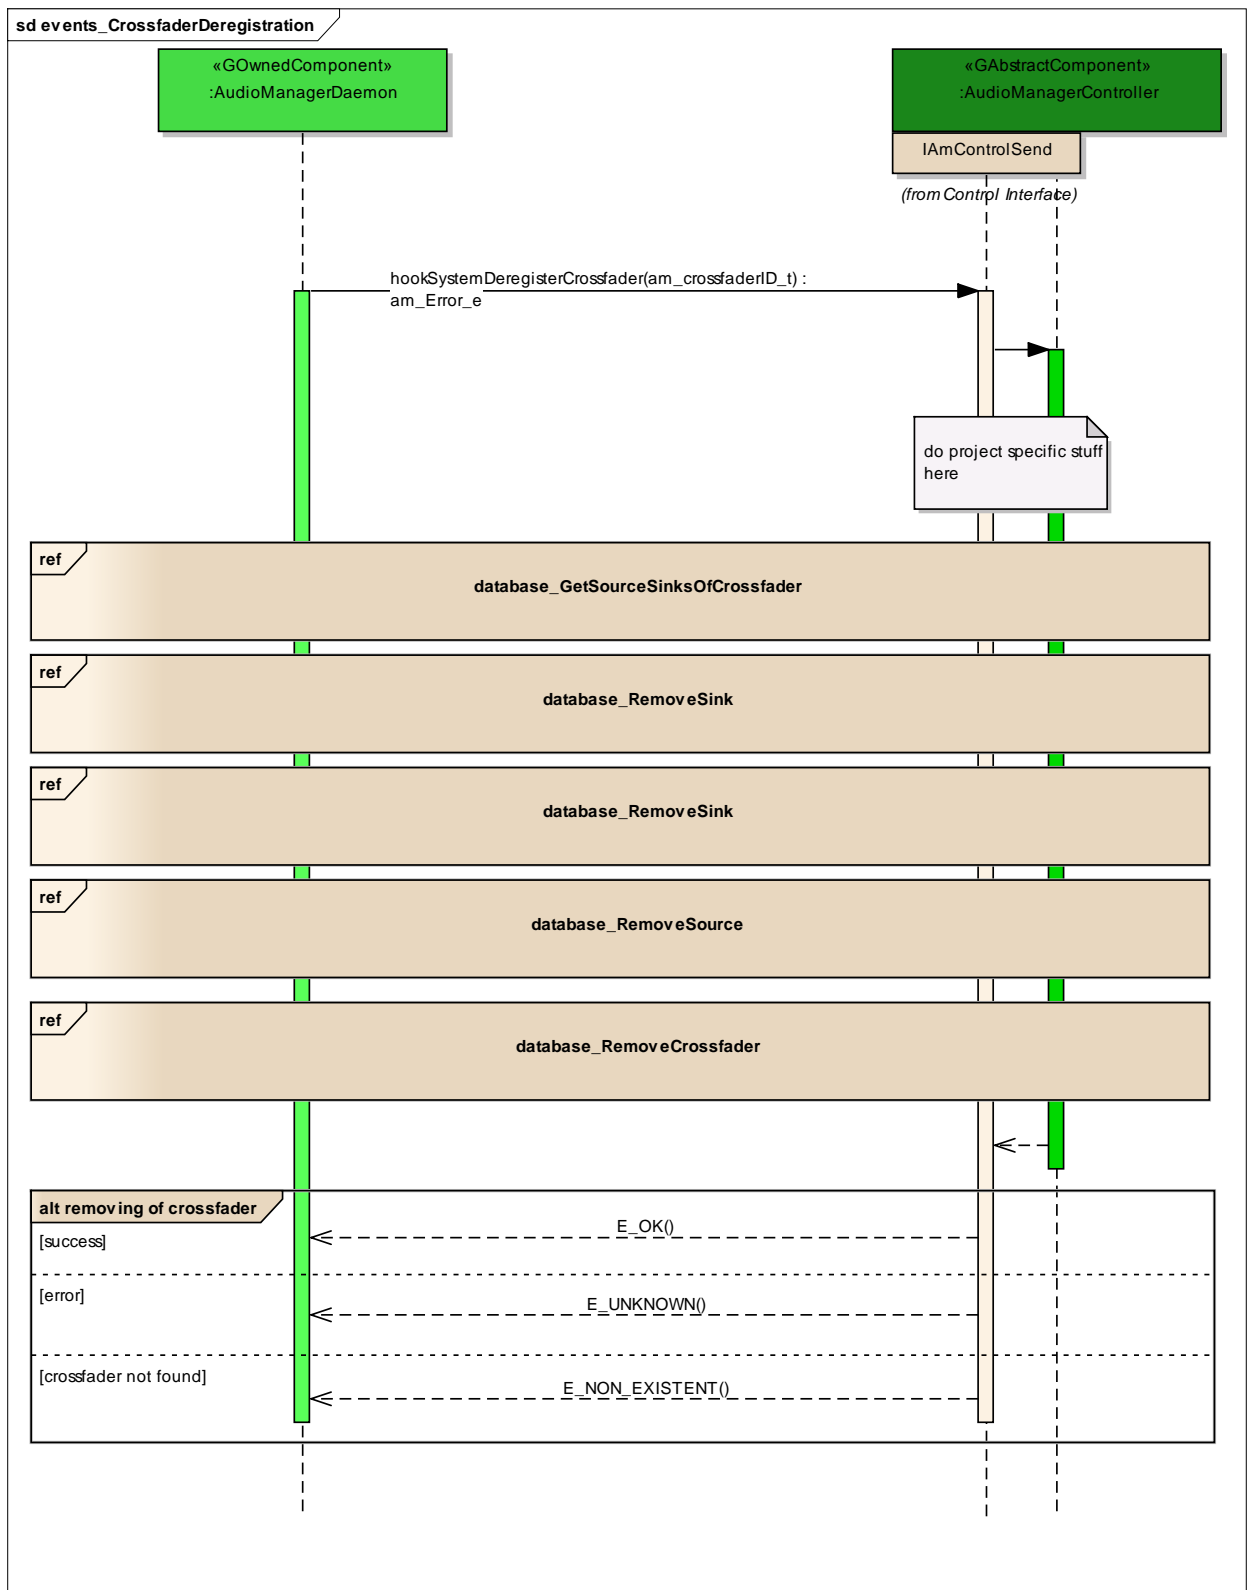 sd events_CrossfaderDeregistration
«GOwnedComponent»
:AudioManagerDaemon
«GAbstractComponent»
:AudioManagerController
IAmControlSend
(from Control Interface)
hookSystemDeregisterCrossfader(am_crossfaderID_t) :
am_Error_e
do project specific stuff
here
ref
database_GetSourceSinksOfCrossfader
ref
database_RemoveSink
ref
database_RemoveSink
ref
database_RemoveSource
ref
database_RemoveCrossfader
alt removing of crossfader
[success]
E_OK()
[error]
E_UNKNOWN()
[crossfader not found]
E_NON_EXISTENT()